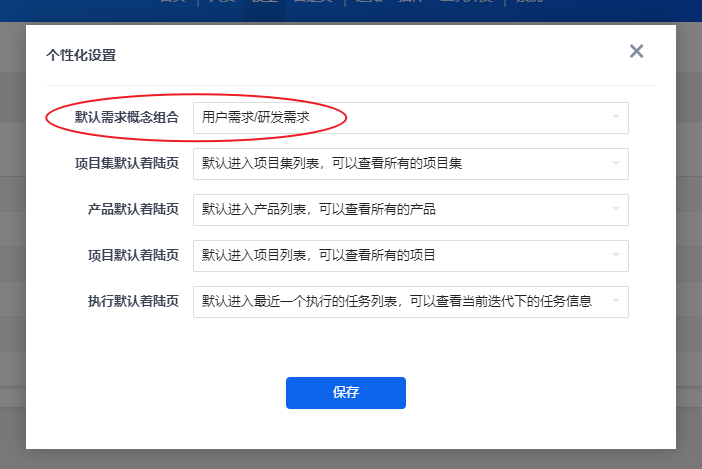 个性化设置
默认需求概念组合 用户需求/研发需求
项目集默认着陆页 默认进入项目集列表，可以查看所有的项目集
产品默认着陆页 默认进入产品列表，可以查看所有的产品
项目默认着陆页 默认进入项目列表，可以查看所有的项目
执行默认着陆页 默认进入最近一个执行的任务列表，可以查看当前迭代下的任务信息
保存